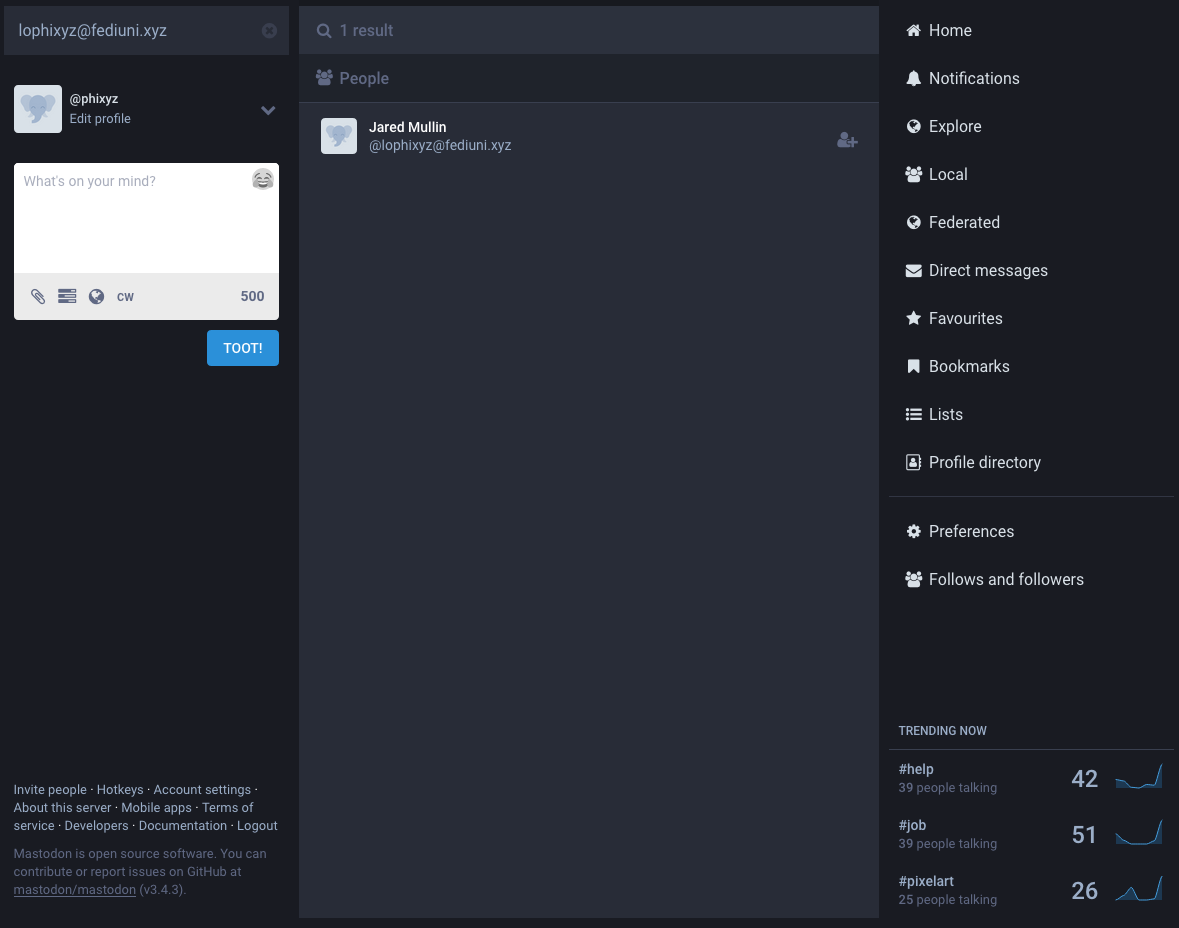 lophixyz@fediuni.xyz
@phixyz
Edit profile
What's on your mind?
CW
500
TOOT!
Invite people · Hotkeys · Account settings ·
About this server · Mobile apps · Terms of
service · Developers · Documentation · Logout
Mastodon is open source software. You can
contribute or report issues on GitHub at
mastodon/mastodon (v3.4.3).
1 result
People
Jared Mullin
@lophixyz@fediuni.xyz
Home
Notifications
Explore
Local
Federated
Direct messages
Favourites
Bookmarks
Lists
Profile directory
Preferences
Follows and followers
TRENDING NOW
#help
39 people talking
42
#job
39 people talking
51
#pixelart
25 people talking
26